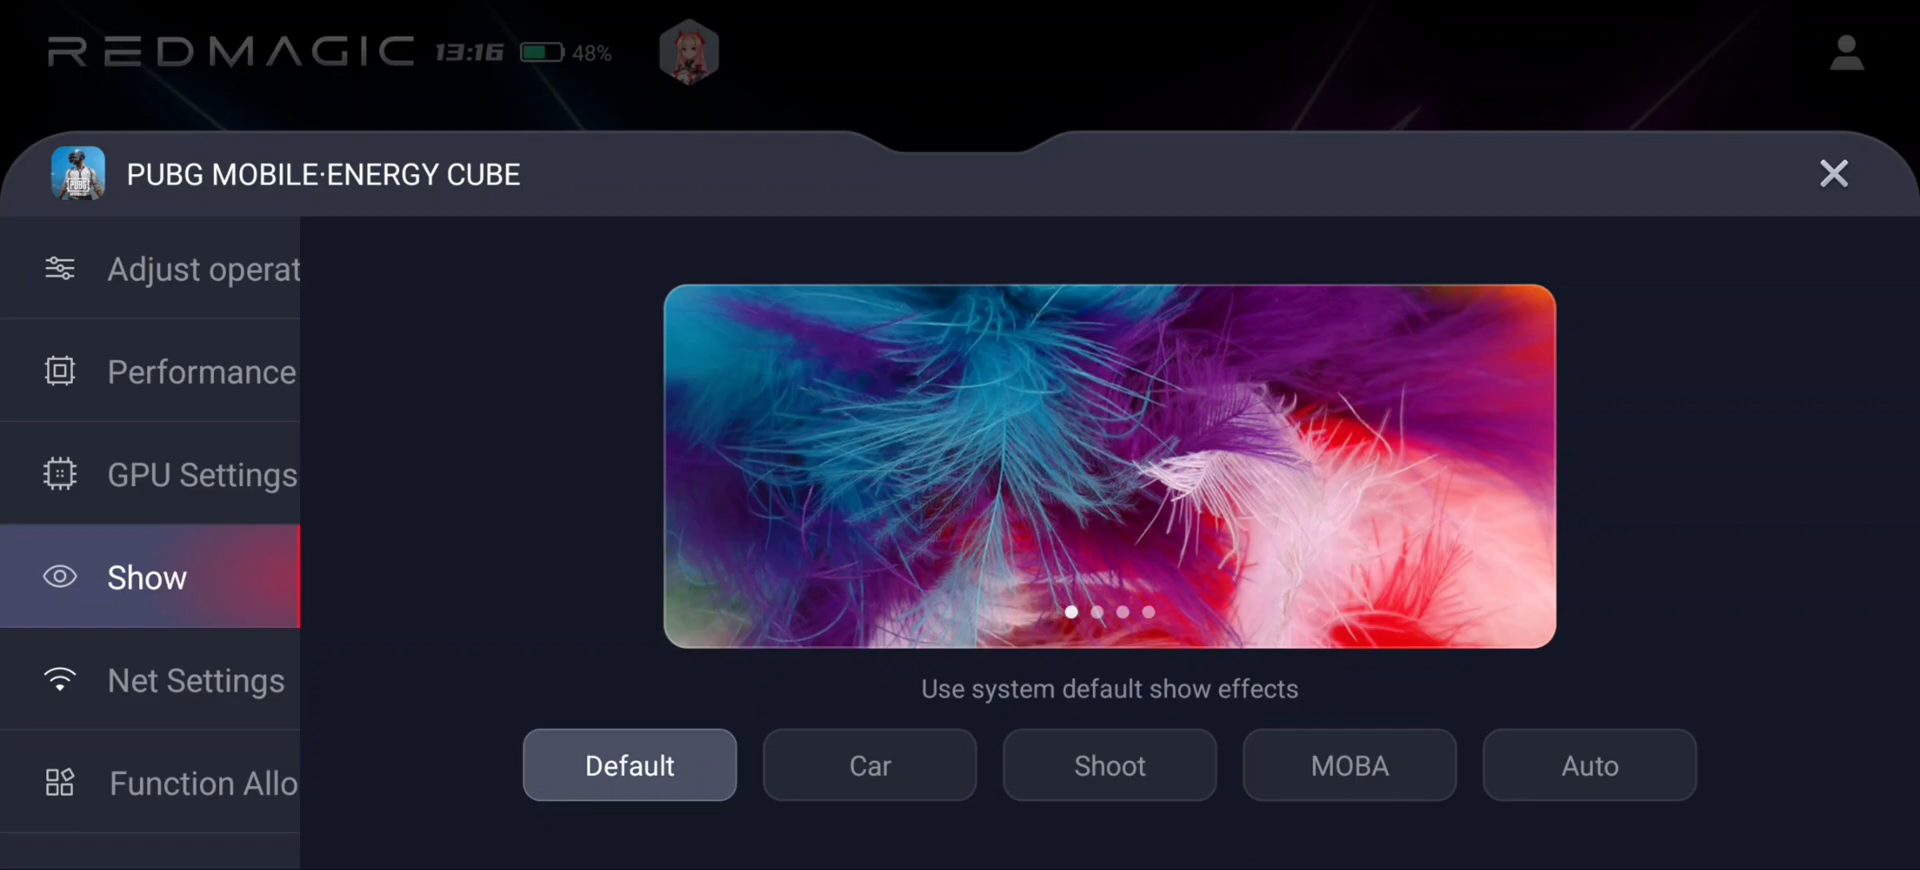 REDMAGIC 13:16 48%
PUBG MOBILE·ENERGY CUBE
Adjust operat
Performance
GPU Settings
Show
Net Settings
Function Allo
Use system default show effects
Default
Car
Shoot
MOBA
Auto